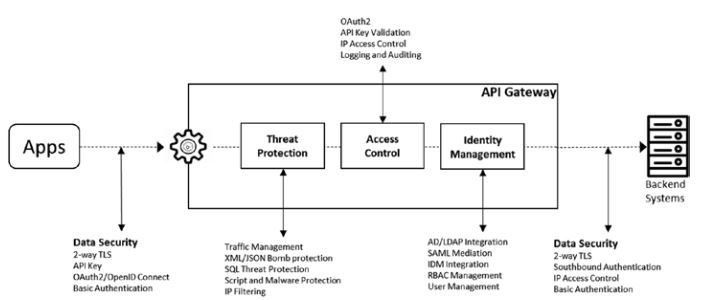 OAuth2
API Key Validation
IP Access Control
Logging and Auditing
API Gateway
Apps
Threat
Protection
Access
Control
Identity
Management
Backend
Systems
Data Security
2-way TLS
API Key
OAuth2/OpenID Connect
Basic Authentication
Traffic Management
XML/JSON Bomb protection
SQL Threat Protection
Script and Malware Protection
IP Filtering
AD/LDAP Integration
SAML Mediation
IDM Integration
RBAC Management
User Management
Data Security
2-way TLS
Southbound Authentication
IP Access Control
Basic Authentication